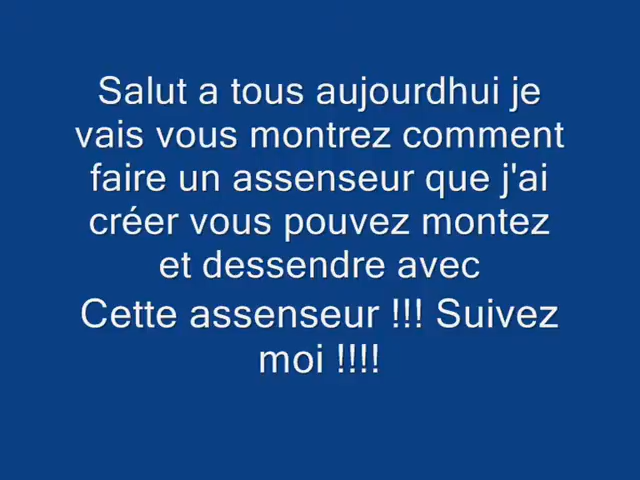 Salut a tous aujourdhui je
vais vous montrez comment
faire un assenseur que j'ai
créer vous pouvez montez
et dessendre avec
Cette assenseur !!! Suivez
moi !!!!